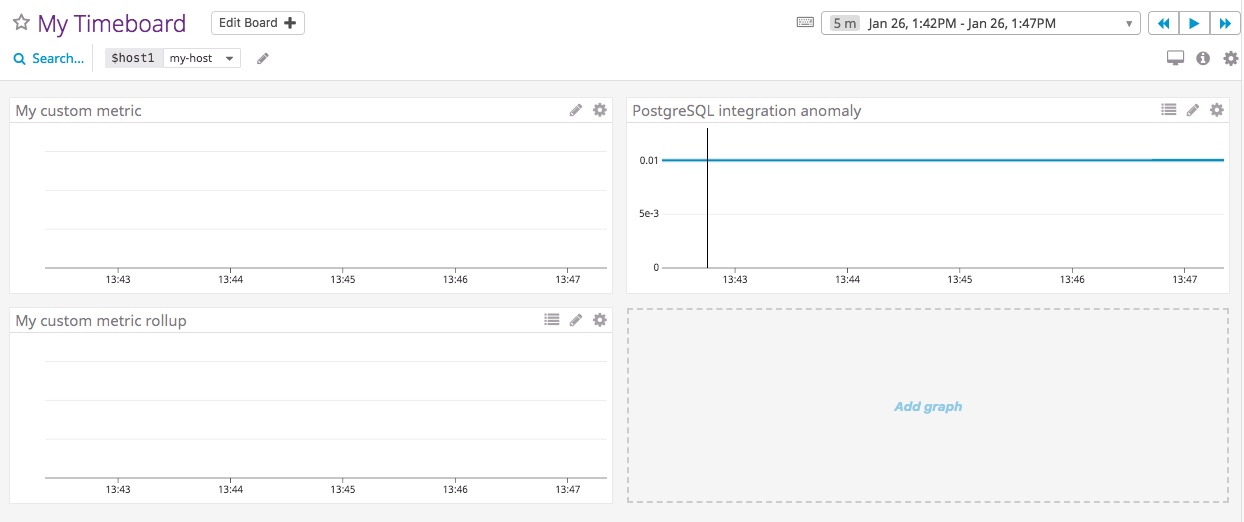 My Timeboard
Edit Board
5 m Jan 26, 1:42PM - Jan 26, 1:47PM
Search...
$host1 my-host
My custom metric
13:43 13:44 13:45 13:46 13:47
PostgreSQL integration anomaly
0.01
5e-3
0
13:43 13:44 13:45 13:46 13:47
My custom metric rollup
13:43 13:44 13:45 13:46 13:47
Add graph